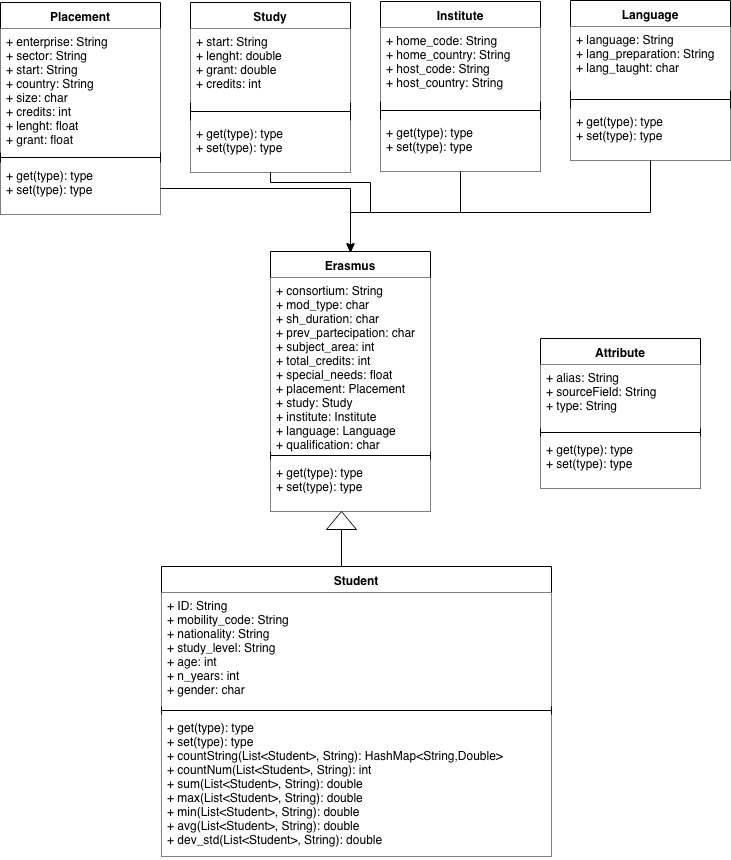 Placement
+ enterprise: String
+ sector: String
+ start: String
+ country: String
+ size: char
+ credits: int
+ lenght: float
+ grant: float
+ get(type): type
+ set(type): type
Study
+ start: String
+ lenght: double
+ grant: double
+ credits: int
+ get(type): type
+ set(type): type
Institute
+ home_code: String
+ home_country: String
+ host_code: String
+ host_country: String
+ get(type): type
+ set(type): type
Language
+ language: String
+ lang_preparation: String
+ lang_taught: char
+ get(type): type
+ set(type): type
Erasmus
+ consortium: String
+ mod_type: char
+ sh_duration: char
+ prev_partecipation: char
+ subject_area: int
+ total_credits: int
+ special_needs: float
+ placement: Placement
+ study: Study
+ institute: Institute
+ language: Language
+ qualification: char
+ get(type): type
+ set(type): type
Attribute
+ alias: String
+ sourceField: String
+ type: String
+ get(type): type
+ set(type): type
Student
+ ID: String
+ mobility_code: String
+ nationality: String
+ study_level: String
+ age: int
+ n_years: int
+ gender: char
+ get(type): type
+ set(type): type
+ countString(List<Student>, String): HashMap<String,Double>
+ countNum(List<Student>, String): int
+ sum(List<Student>, String): double
+ max(List<Student>, String): double
+ min(List<Student>, String): double
+ avg(List<Student>, String): double
+ dev_std(List<Student>, String): double